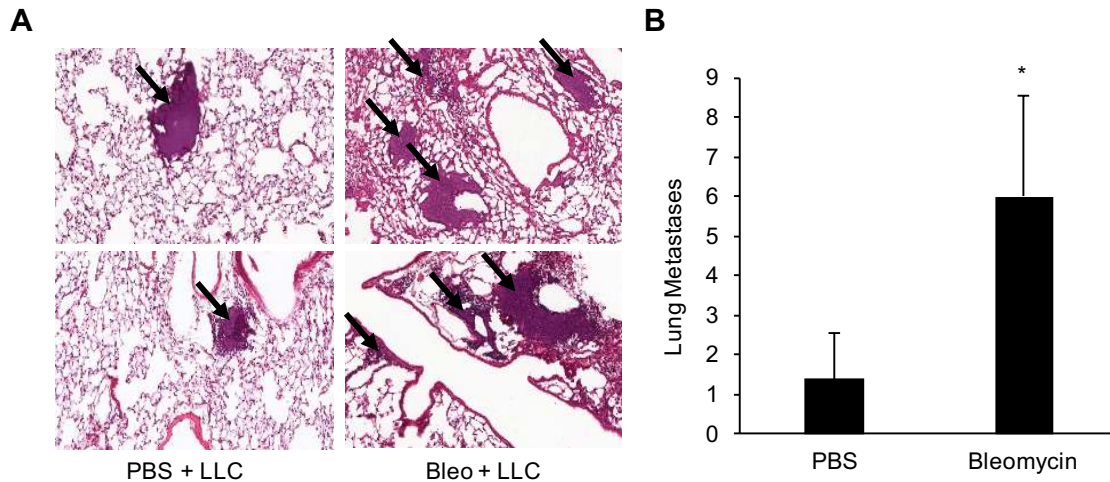 A
PBS + LLC
Bleo + LLC
B
Lung Metastases
9
8
7
6
5
4
3
2
1
0
*
PBS
Bleomycin